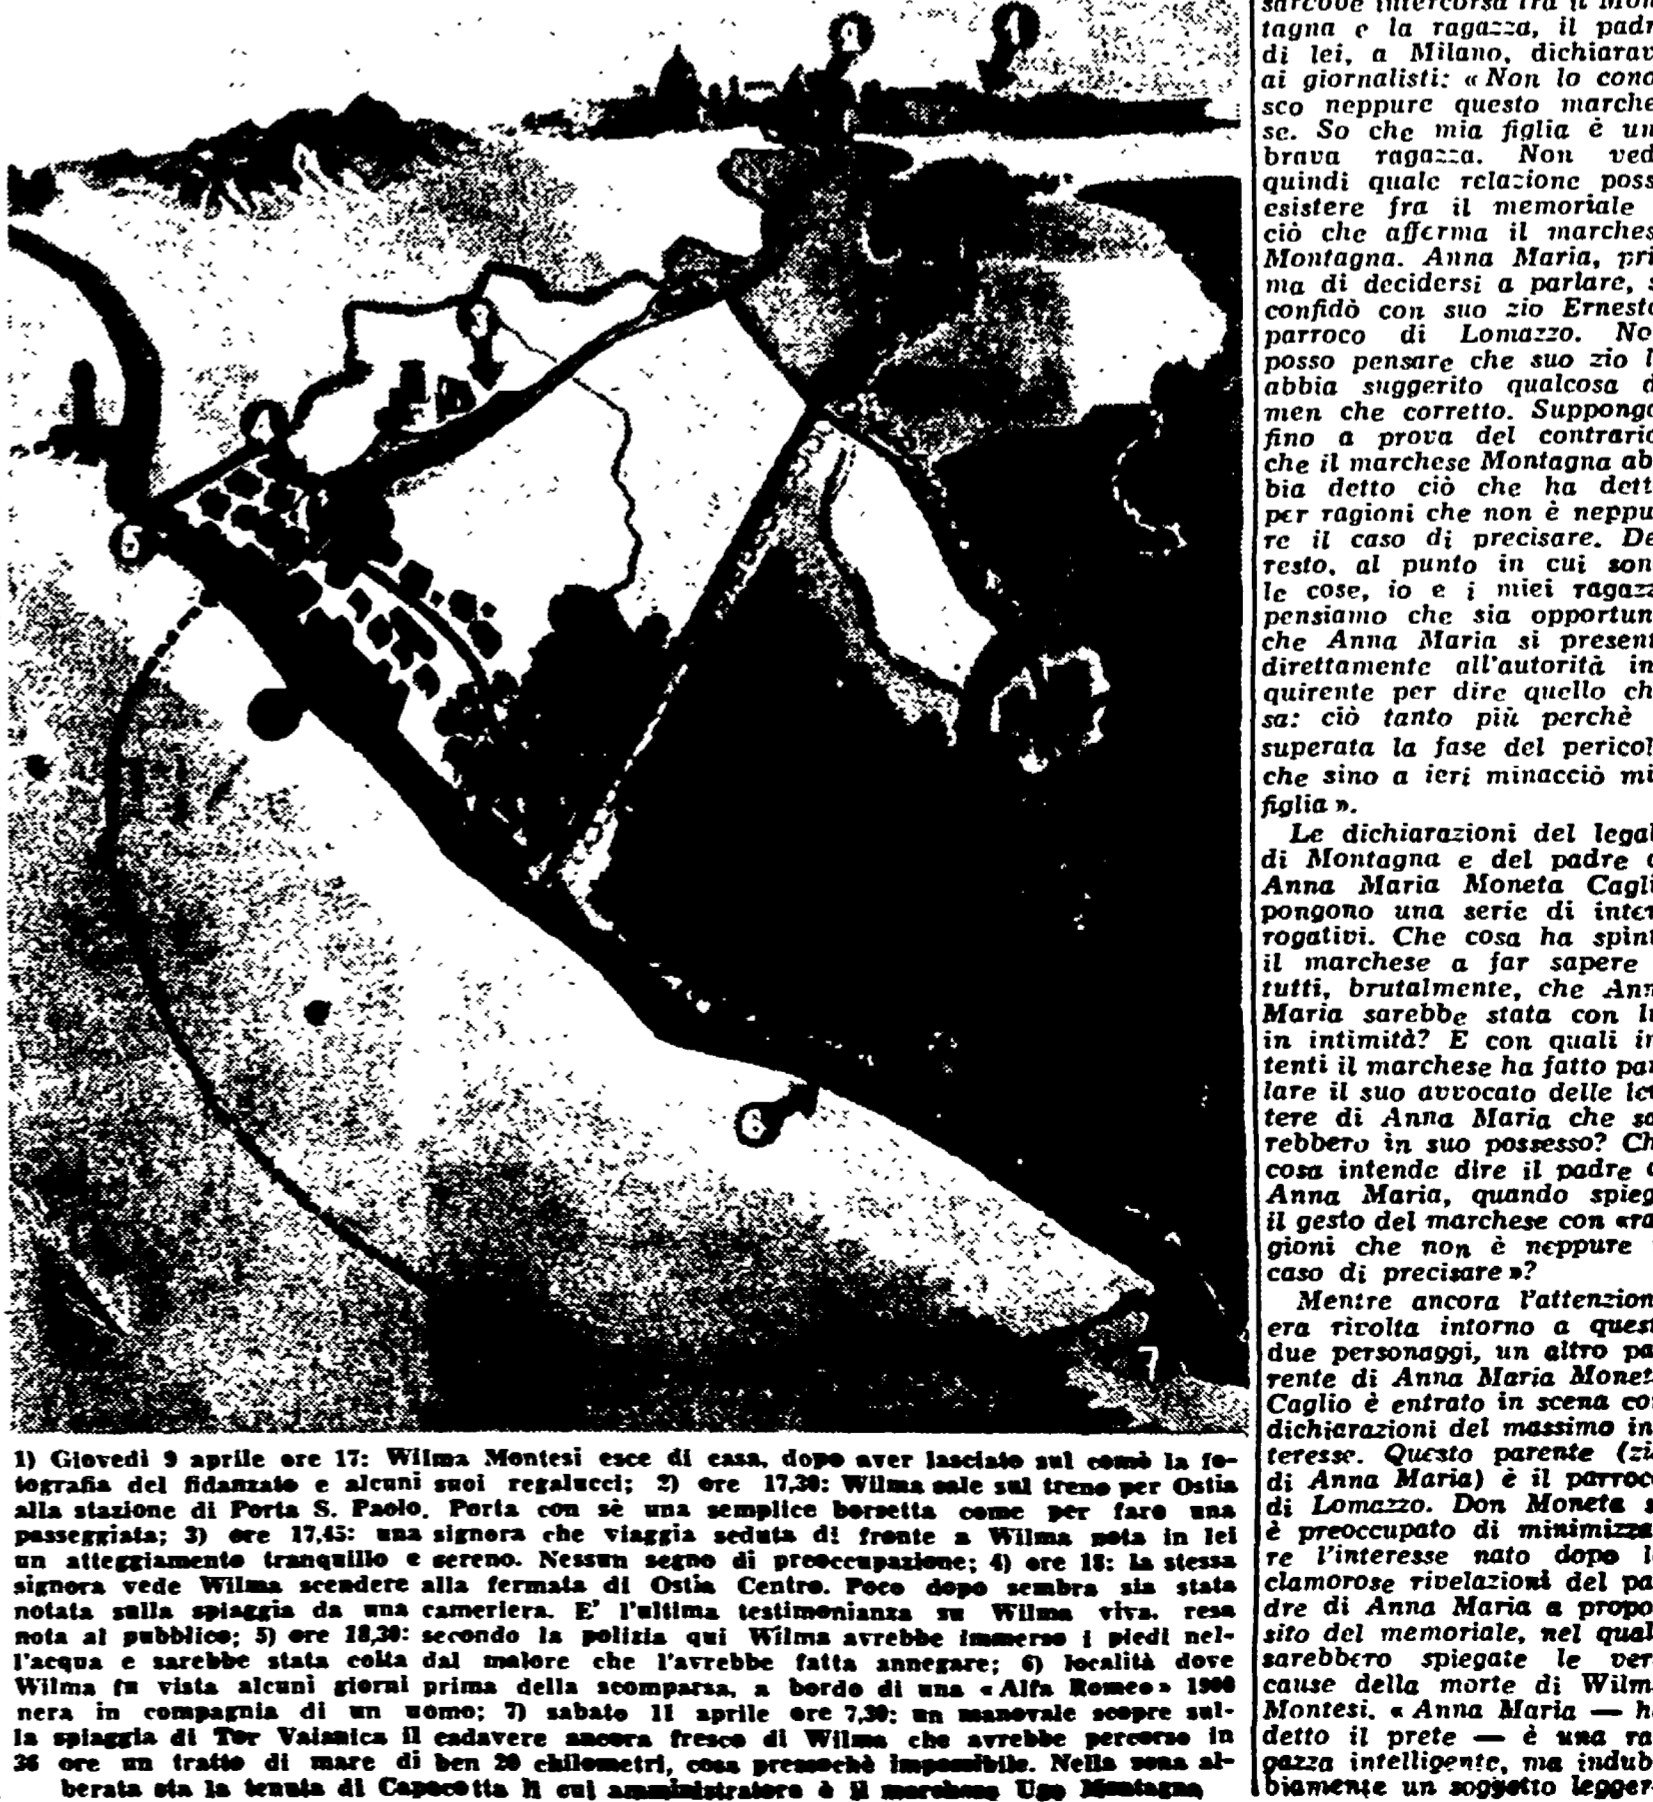 2
1
3
4
5
6
7
1) Giovedì 9 aprile ore 17: Wilma Montesi esce di casa, dopo aver lasciato sul comò la fo-
tografia del fidanzato e alcuni suoi regalucci; 2) ore 17,30: Wilma sale sul treno per Ostia
alla stazione di Porta S. Paolo. Porta con sè una semplice borsetta come per fare una
passeggiata; 3) ore 17,45: una signora che viaggia seduta di fronte a Wilma nota in lei
un atteggiamento tranquillo e sereno. Nessun segno di preoccupazione; 4) ore 18: la stessa
signora vede Wilma scendere alla fermata di Ostia Centro. Poco dopo sembra sia stata
notata sulla spiaggia da una cameriera. E' l'ultima testimonianza su Wilma viva, resa
nota al pubblico; 5) ore 18,30: secondo la polizia qui Wilma avrebbe immerso i piedi nel-
l'acqua e sarebbe stata colta dal malore che l'avrebbe fatta annegare; 6) località dove
Wilma fu vista alcuni giorni prima della scomparsa, a bordo di una «Alfa Romeo» 1900
nera in compagnia di un uomo; 7) sabato 11 aprile ore 7,30: un manovale scopre sul-
la spiaggia di Tor Vaianica il cadavere ancora fresco di Wilma che avrebbe percorso in
36 ore un tratto di mare di ben 20 chilometri, cosa pressochè impossibile. Nella zona al-
berata sta la tenuta di Capocotta il cui amministratore è il marchese Ugo Montagna
intercorsa tra il Mon
tagna e la ragazza, il padr
di lei, a Milano, dichiarav
ai giornalisti: «Non lo cono
sco neppure questo marche
se. So che mia figlia è un
brava ragazza. Non ved
quindi quale relazione poss
esistere fra il memoriale
ciò che afferma il marches
Montagna. Anna Maria, pri
ma di decidersi a parlare, s
confidò con suo zio Ernesto
parroco di Lomazzo. No
posso pensare che suo zio l
abbia suggerito qualcosa d
men che corretto. Suppongo
fino a prova del contrario
che il marchese Montagna ab
bia detto ciò che ha dett
per ragioni che non è neppu
re il caso di precisare. De
resto, al punto in cui son
le cose, io e i miei ragazz
pensiamo che sia opportun
che Anna Maria si present
direttamente all'autorità in
quirente per dire quello ch
sa: ciò tanto più perchè
superata la fase del pericol
che sino a ieri minacciò mi
figlia».
Le dichiarazioni del legal
di Montagna e del padre d
Anna Maria Moneta Cagli
pongono una serie di inter
rogativi. Che cosa ha spint
il marchese a far sapere
tutti, brutalmente, che Ann
Maria sarebbe stata con lu
in intimità? E con quali in
tenti il marchese ha fatto par
lare il suo avvocato delle let
tere di Anna Maria che sa
rebbero in suo possesso? Ch
cosa intende dire il padre d
Anna Maria, quando spieg
il gesto del marchese con «ra
gioni che non è neppure
caso di precisare»?
Mentre ancora l'attenzion
era rivolta intorno a quest
due personaggi, un altro pa
rente di Anna Maria Monet
Caglio è entrato in scena con
dichiarazioni del massimo in
teresse. Questo parente (zio
di Anna Maria) è il parroco
di Lomazzo. Don Moneta s
è preoccupato di minimizza
re l'interesse nato dopo l
clamorose rivelazioni del pa
dre di Anna Maria a propo
sito del memoriale, nel qual
sarebbero spiegate le ver
cause della morte di Wilm
Montesi. «Anna Maria — h
detto il prete — è una ra
gazza intelligente, ma indub
biamente un soggetto legger